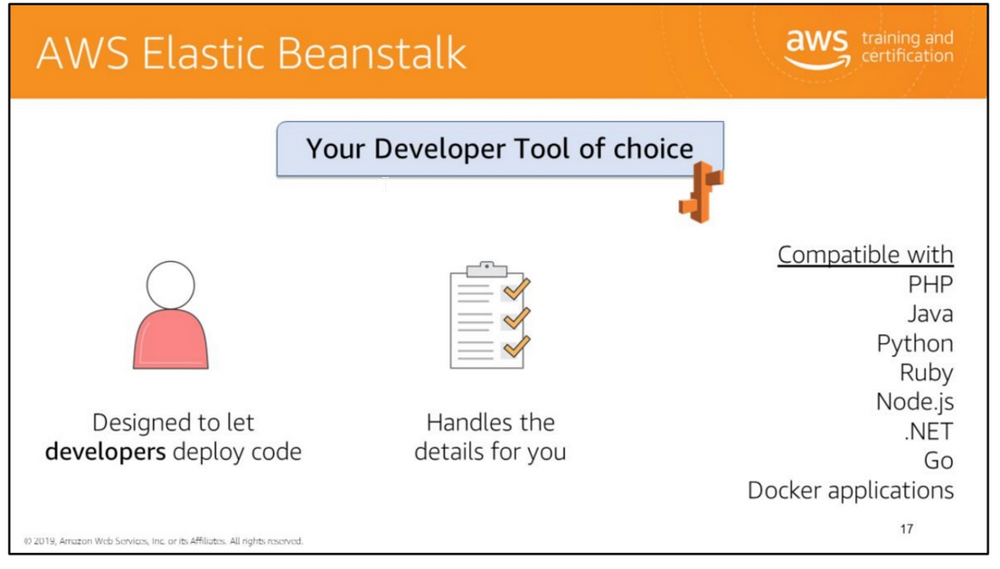 AWS Elastic Beanstalk
aws training and
certification
Your Developer Tool of choice
Designed to let
developers deploy code
Handles the
details for you
Compatible with
PHP
Java
Python
Ruby
Node.js
.NET
Go
Docker applications
© 2019, Amazon Web Services, Inc. or its Affiliates. All rights reserved.
17